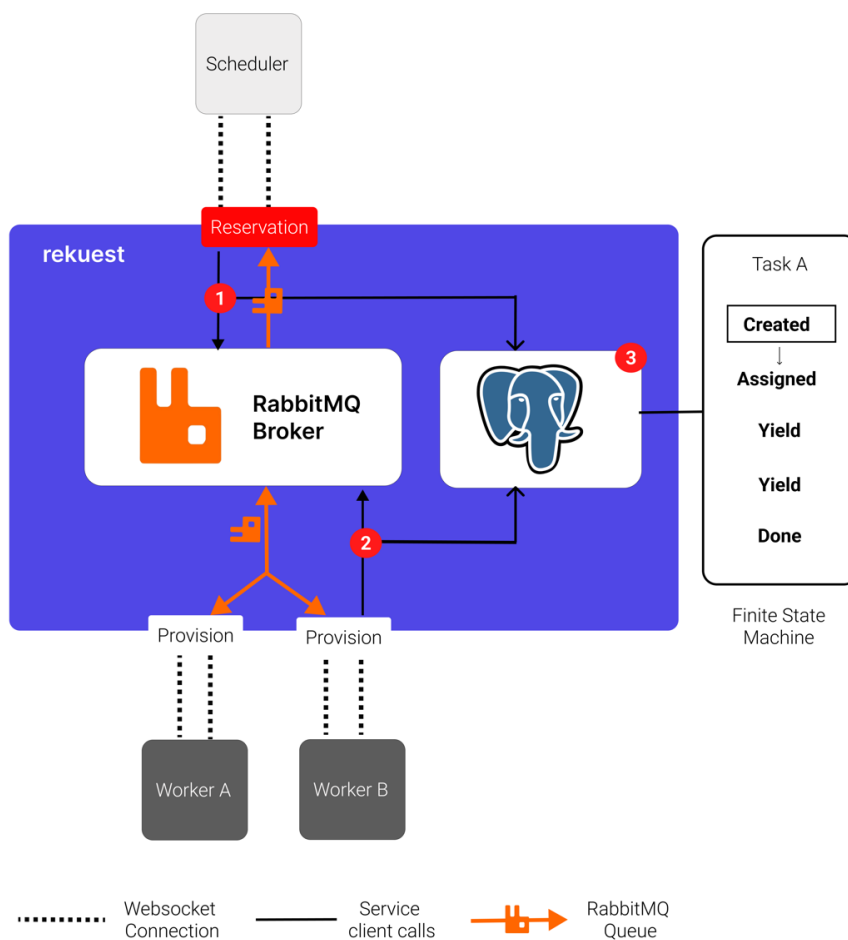 Scheduler
Reservation
rekuest
1
RabbitMQ
Broker
3
2
Provision
Provision
Worker A
Worker B
Task A
Created
Assigned
Yield
Yield
Done
Finite State
Machine
Websocket
Connection
Service
client calls
RabbitMQ
Queue